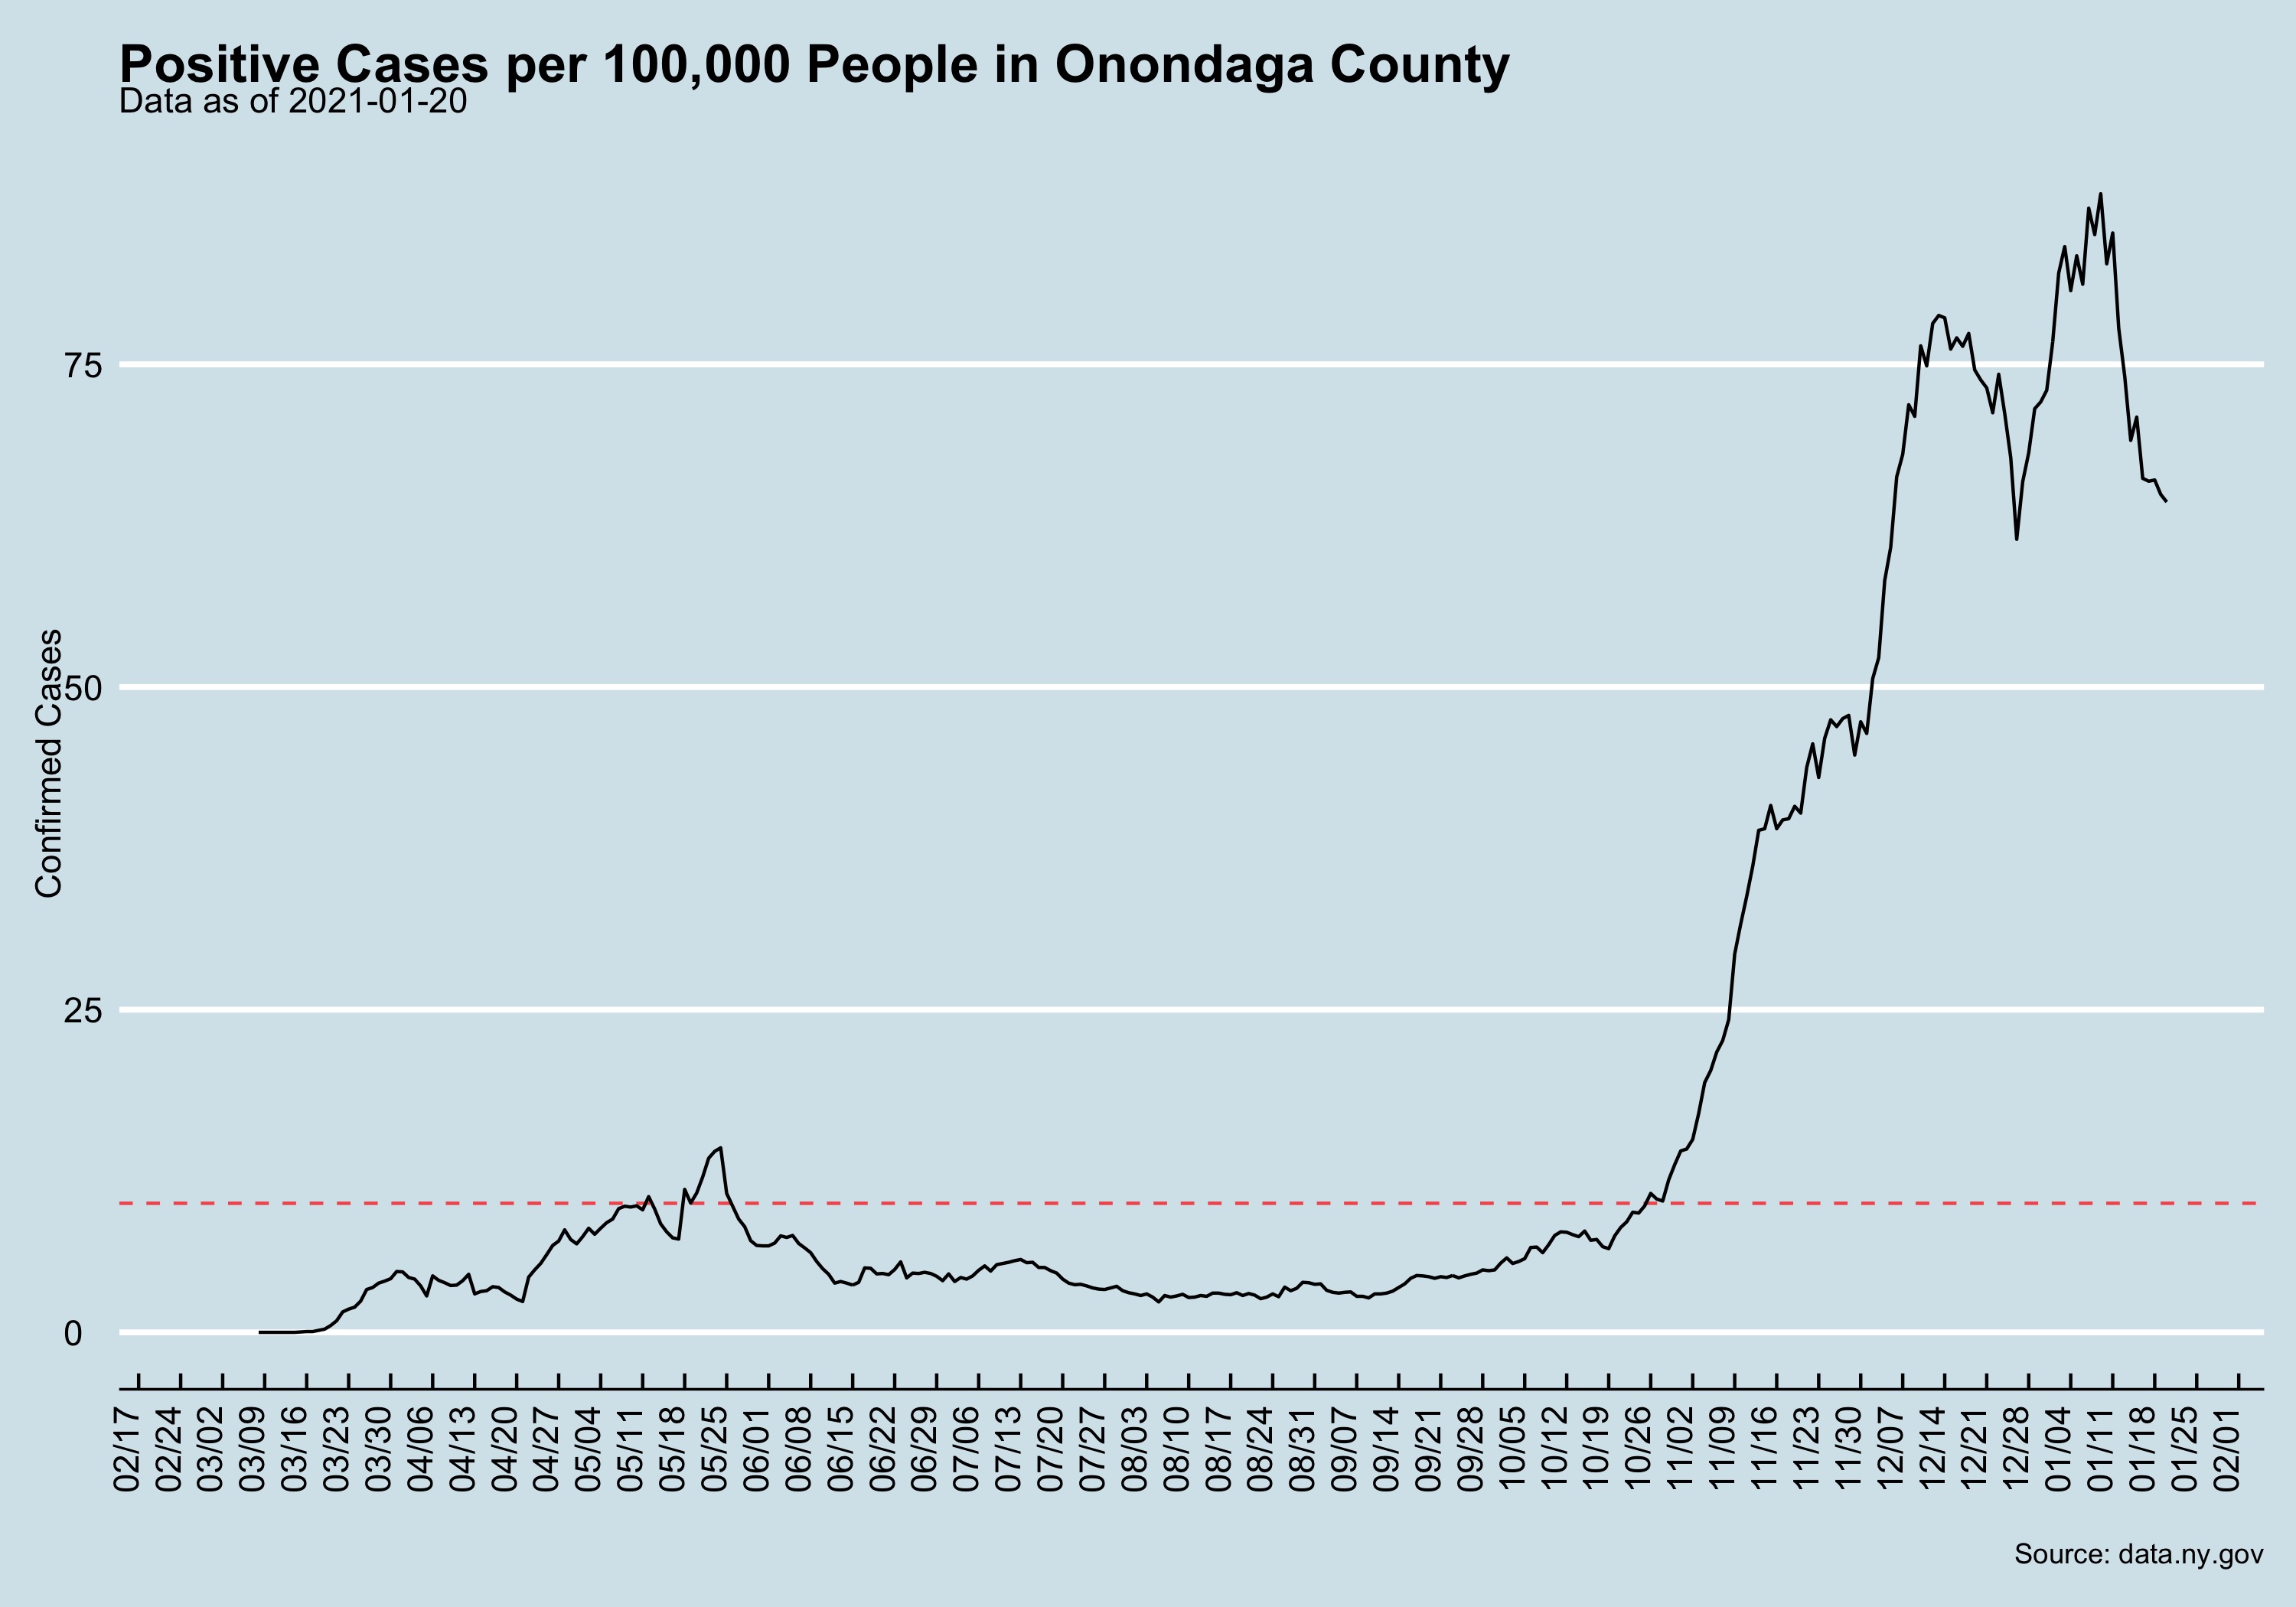 Positive Cases per 100,000 People in Onondaga County
Data as of 2021-01-20
Confirmed Cases
75
50
25
0
02/17 02/24 03/02 03/09 03/16 03/23 03/30 04/06 04/13 04/20 04/27 05/04 05/11 05/18 05/25 06/01 06/08 06/15 06/22 06/29 07/06 07/13 07/20 07/27 08/03 08/10 08/17 08/24 08/31 09/07 09/14 09/21 09/28 10/05 10/12 10/19 10/26 11/02 11/09 11/16 11/23 11/30 12/07 12/14 12/21 12/28 01/04 01/11 01/18 01/25 02/01
Source: data.ny.gov